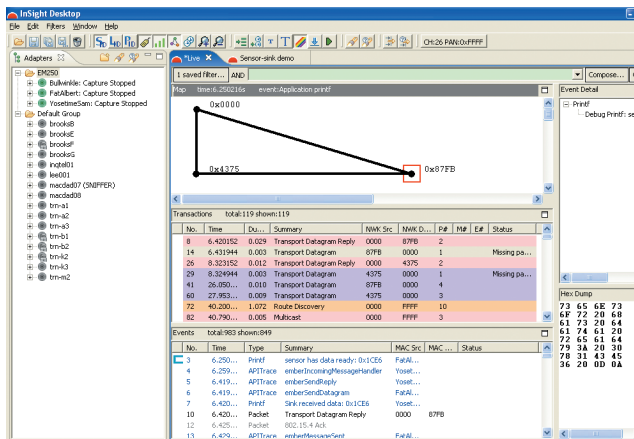 InSight Desktop
File Edit Filters Window Help
CH:26 PAN:0xFFFF
Adapters
*Live Sensor-sink demo
EM250
Bullwinkle: Capture Stopped
FatAlbert: Capture Stopped
YosetimeSam: Capture Stopped
Default Group
brooksB
brooksE
brooksF
brooksG
inqtel01
lee001
macdad07 (SNIFFER)
macdad08
trn-a1
trn-a2
trn-a3
trn-b1
trn-b2
trn-k2
trn-k3
trn-m2
1 saved filter... AND Compose...
Map time:6.250216s event:Application printf
0x0000
0x4375 0x87FB
Transactions total:119 shown:119
No. Time Du... Summary NWK Src NWK D... P# M# E# Status
8 6.420152 0.029 Transport Datagram Reply 0000 87FB 2
14 6.431944 0.003 Transport Datagram 87FB 0000 1 Missing pa...
26 8.323152 0.012 Transport Datagram Reply 0000 4375 2
29 8.324944 0.003 Transport Datagram 4375 0000 1 Missing pa...
41 26.050... 0.010 Transport Datagram 87FB 0000 4
60 27.953... 0.009 Transport Datagram 4375 0000 3
72 40.200... 1.072 Route Discovery 0000 FFFF 10
82 40.790... 0.005 Multicast 0000 FFFF 3
Events total:983 shown:849
No. Time Type Summary MAC Src MAC ... Status
3 6.250... Printf sensor has data ready: 0x1CE6 FatAl...
4 6.259... APITrace emberIncomingMessageHandler Yoset...
5 6.419... APITrace emberSendReply Yoset...
6 6.419... APITrace emberSendDatagram FatAl...
7 6.420... Printf Sink received data: 0x1CE6 Yoset...
10 6.420... Packet Transport Datagram Reply 0000 87FB
12 6.425... Packet 802.15.4 Ack
13 6.429... APITrace emberMessageSent FatAl...
Event Detail
Printf
Debug Printf: se
Hex Dump
73 65 6E 73
6F 72 20 68
61 73 20 64
61 74 61 20
72 65 61 64
79 3A 20 30
78 31 43 45
36 20 0D 0A